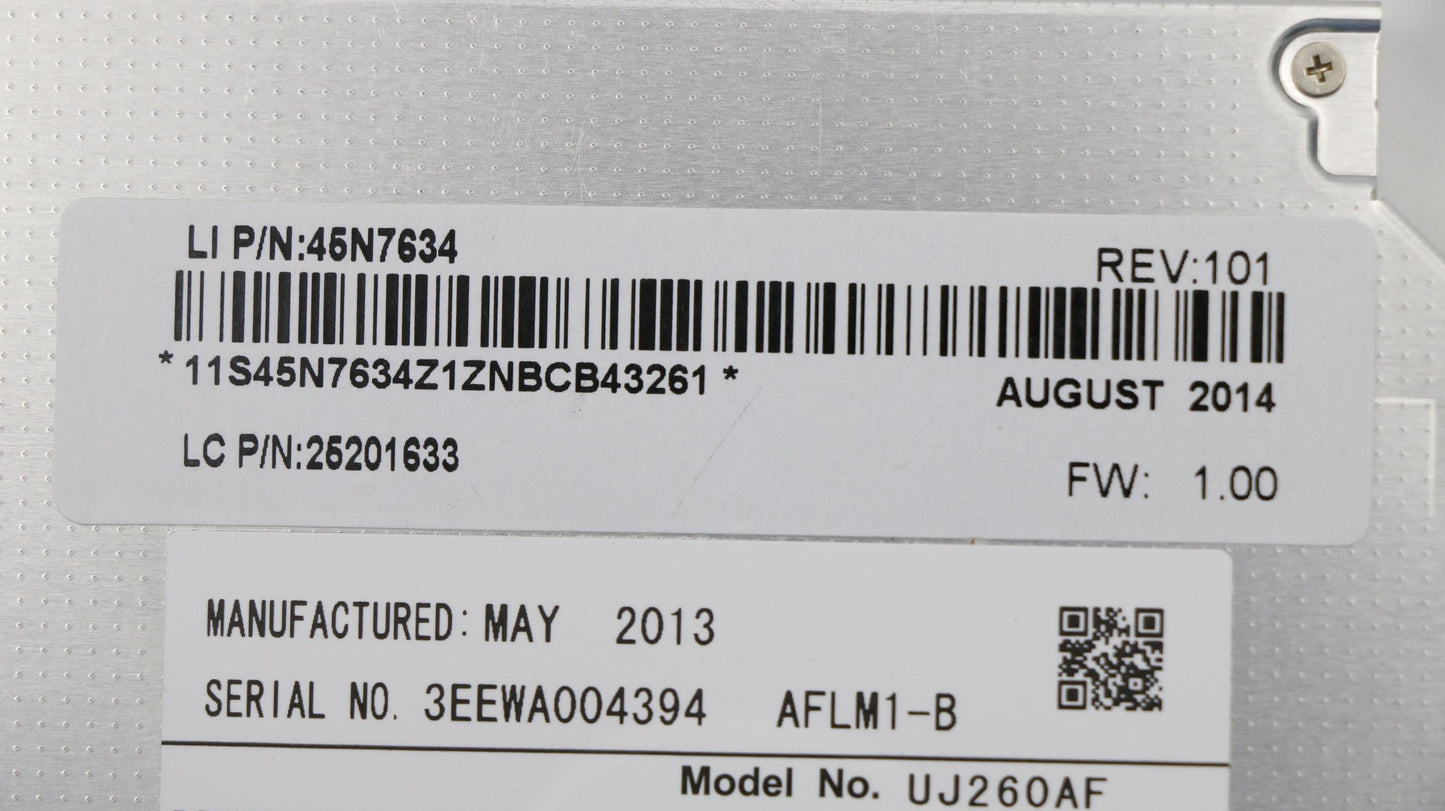 LI P/N:45N7634 REV:101
*11S45N7634Z1ZNBCB43261*
AUGUST 2014
LC P/N:25201633 FW: 1.00
MANUFACTURED: MAY 2013
SERIAL NO. 3EEWA004394 AFLM1-B
Model No. UJ260AF